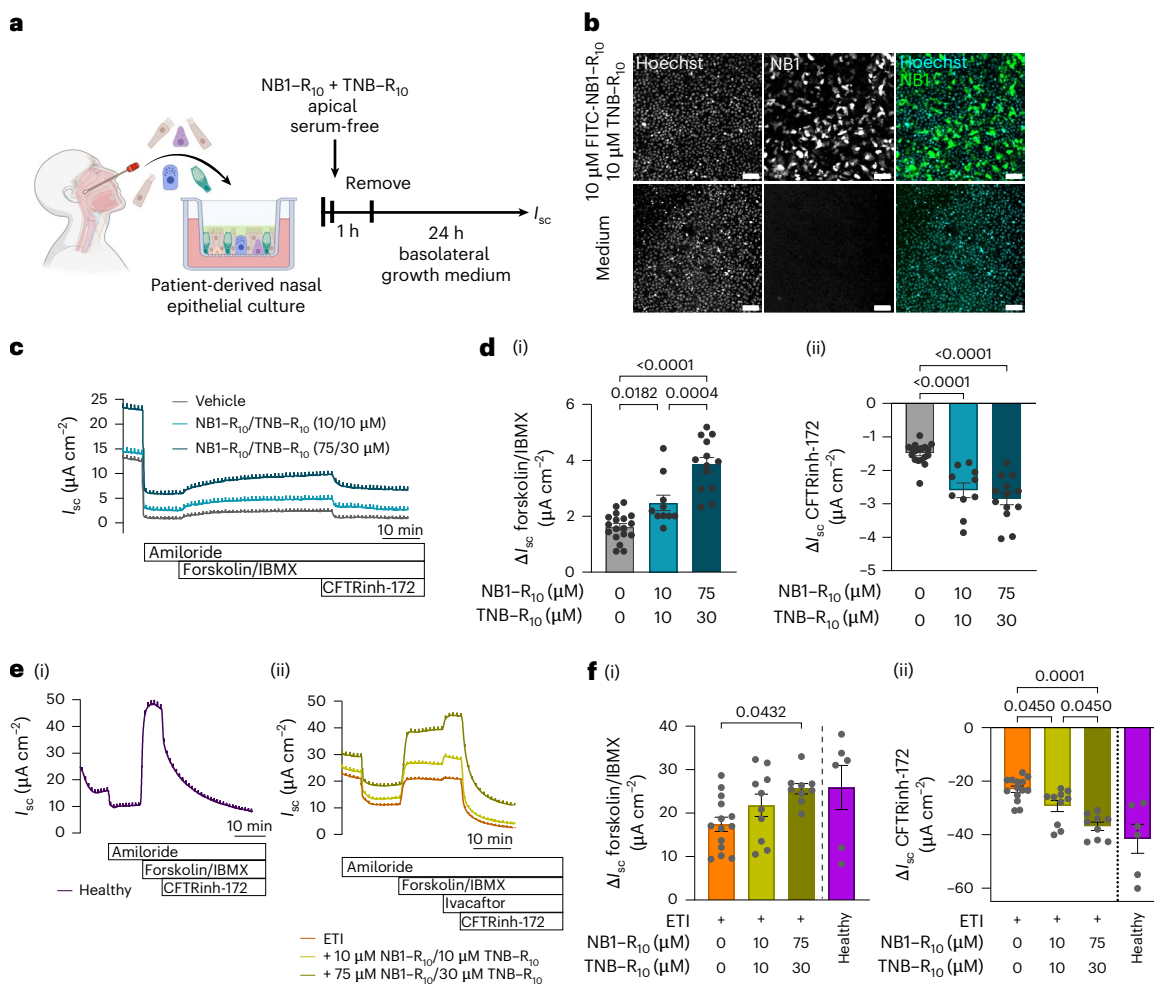 a
NB1–R10 + TNB–R10
apical
serum-free
Remove
1 h
Isc
24 h
basolateral
growth medium
Patient-derived nasal
epithelial culture
b
10 µM FITC-NB1–R10
10 µM TNB–R10
Hoechst
NB1
Hoechst
NB1
Medium
c
Isc (µA cm−2)
25
20
15
10
5
0
Vehicle
NB1–R10/TNB–R10 (10/10 µM)
NB1–R10/TNB–R10 (75/30 µM)
10 min
Amiloride
Forskolin/IBMX
CFTRinh-172
d
(i)
<0.0001
0.0182
0.0004
ΔIsc forskolin/IBMX
(µA cm−2)
6
4
2
0
NB1–R10 (µM) 0 10 75
TNB–R10 (µM) 0 10 30
(ii)
<0.0001
<0.0001
ΔIsc CFTRinh-172
(µA cm−2)
0
−1
−2
−3
−4
−5
NB1–R10 (µM) 0 10 75
TNB–R10 (µM) 0 10 30
e
(i)
Isc (µA cm−2)
50
40
30
20
10
0
10 min
Amiloride
Forskolin/IBMX
CFTRinh-172
Healthy
(ii)
Isc (µA cm−2)
50
40
30
20
10
0
10 min
Amiloride
Forskolin/IBMX
Ivacaftor
CFTRinh-172
ETI
+ 10 µM NB1–R10/10 µM TNB–R10
+ 75 µM NB1–R10/30 µM TNB–R10
f
(i)
0.0432
ΔIsc forskolin/IBMX
(µA cm−2)
40
30
20
10
0
ETI + + +
NB1–R10 (µM) 0 10 75
TNB–R10 (µM) 0 10 30
Healthy
(ii)
0.0001
0.0450
0.0450
ΔIsc CFTRinh-172
(µA cm−2)
0
−20
−40
−60
ETI + + +
NB1–R10 (µM) 0 10 75
TNB–R10 (µM) 0 10 30
Healthy